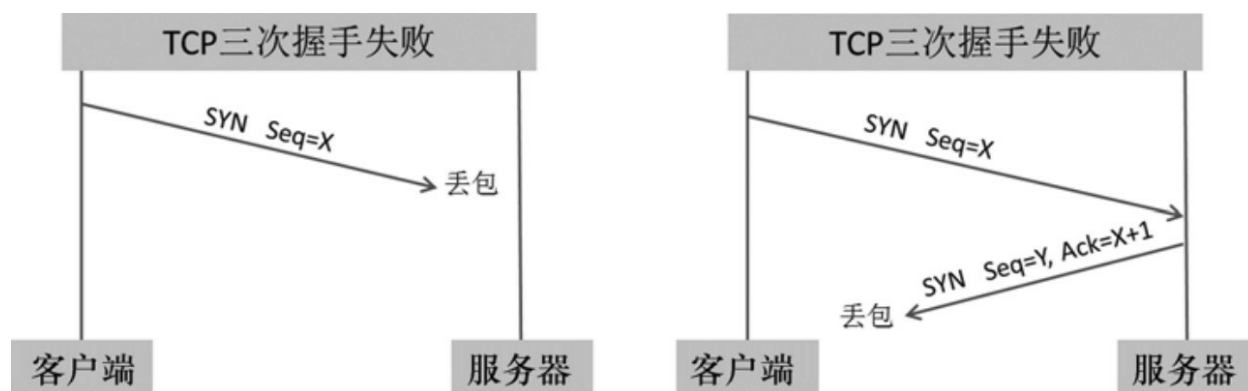 TCP三次握手失败
SYN Seq=X
丢包
客户端
服务器
TCP三次握手失败
SYN Seq=X
SYN Seq=Y, Ack=X+1
丢包
客户端
服务器